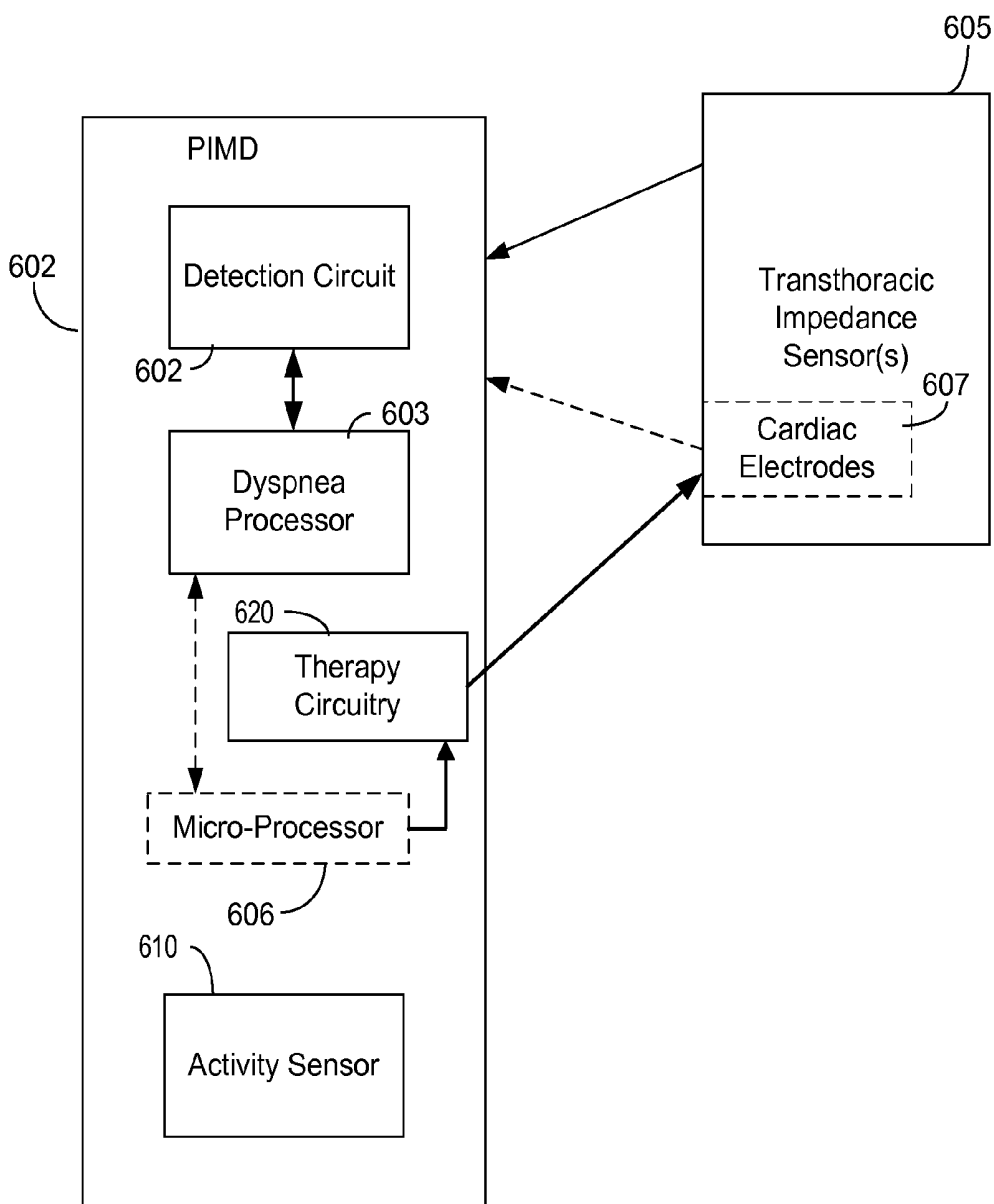 605
PIMD
602
Detection Circuit
602
603
Dyspnea
Processor
620
Therapy
Circuitry
Micro-Processor
606
610
Activity Sensor
Transthoracic
Impedance
Sensor(s)
607
Cardiac
Electrodes